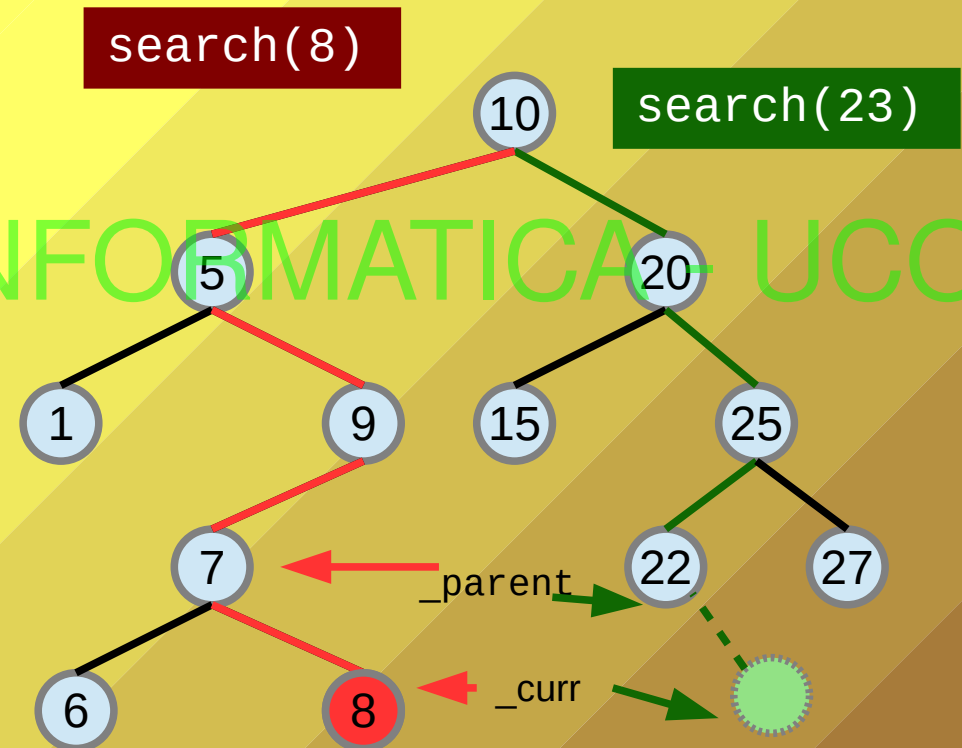 search(8)
search(23)
10
NFORMATICA - UCO
5
20
1
9
15
25
7
22
27
_parent
6
8
_curr